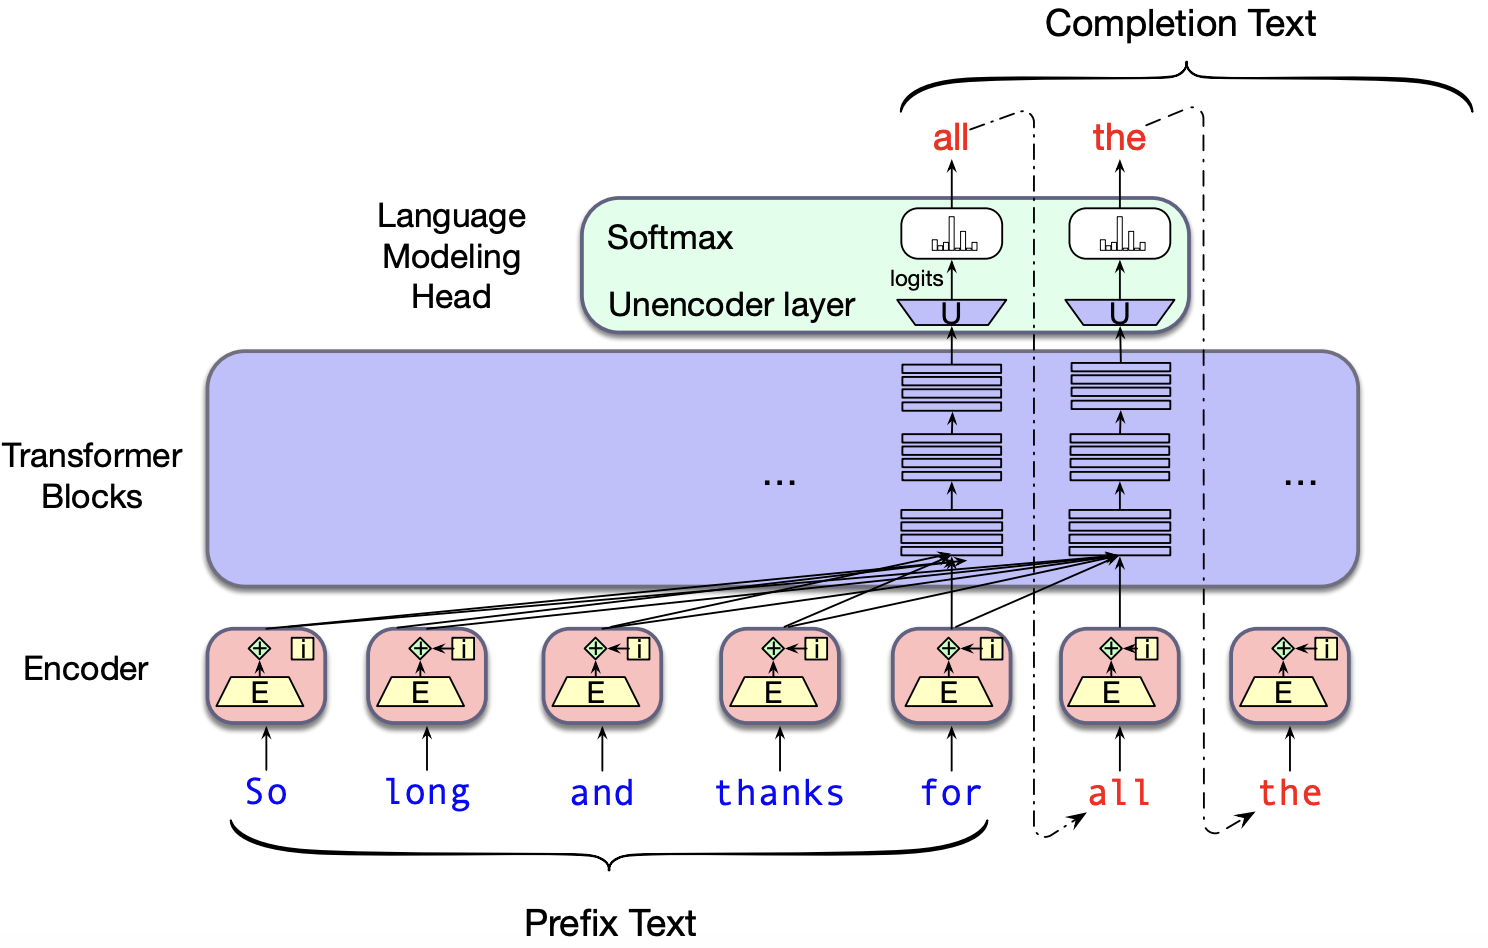 Completion Text
all
the
Language
Modeling
Head
Softmax
logits
Unencoder layer
U
U
Transformer
Blocks
...
...
Encoder
i
i
i
i
i
i
i
E
E
E
E
E
E
E
So
long
and
thanks
for
all
the
Prefix Text